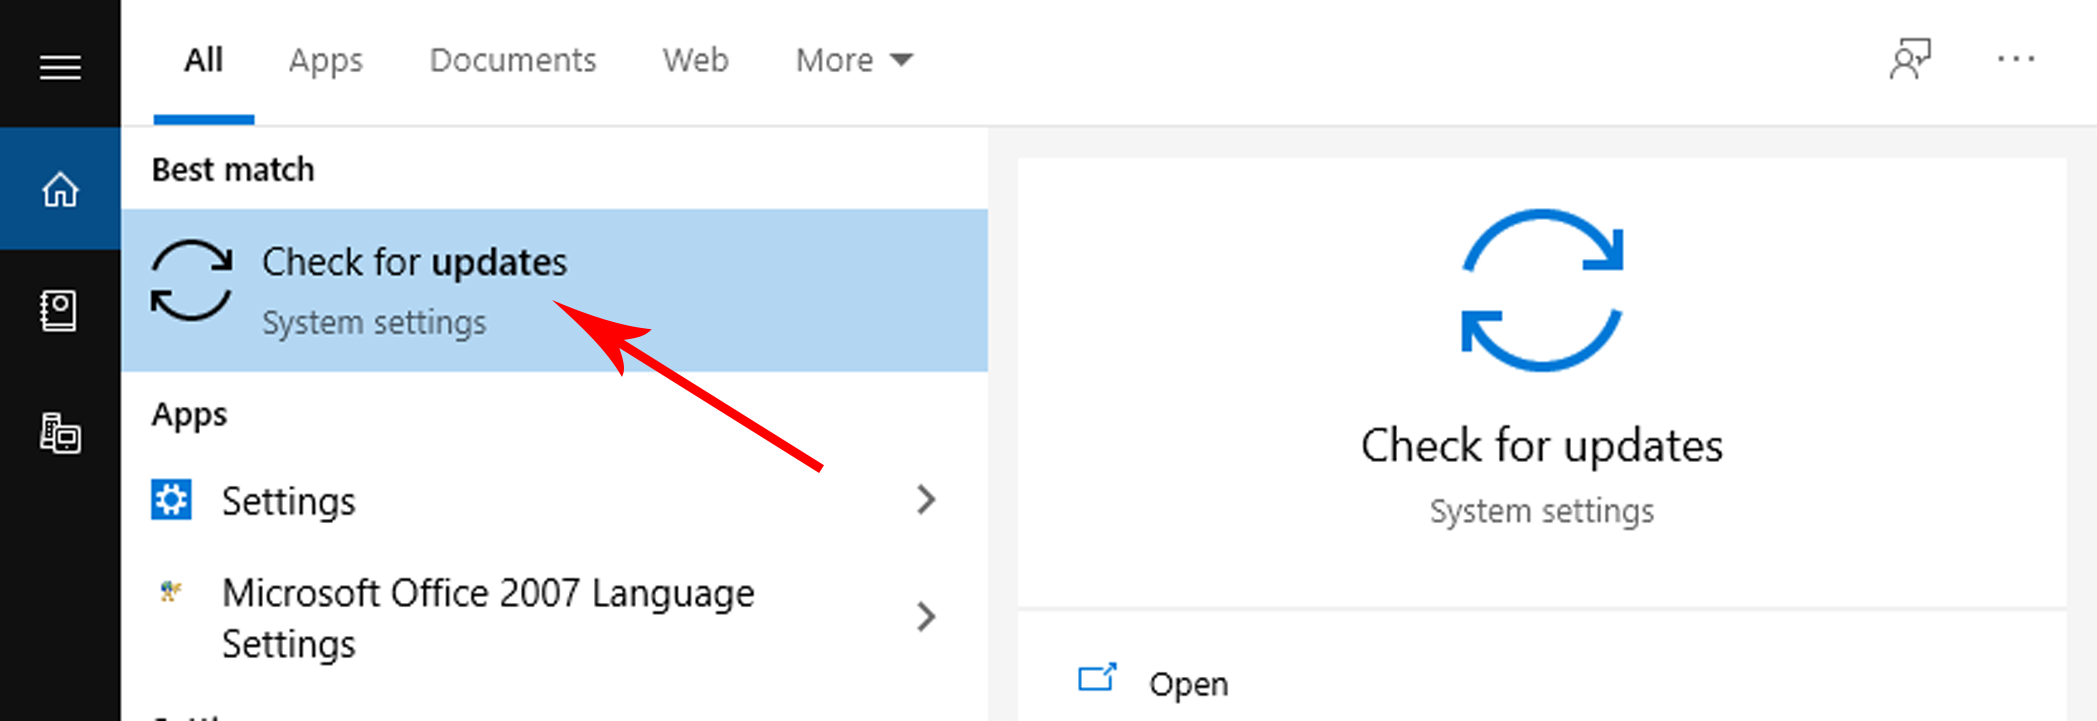 All Apps Documents Web More
Best match
Check for updates
System settings
Apps
Settings
Microsoft Office 2007 Language
Settings
Check for updates
System settings
Open